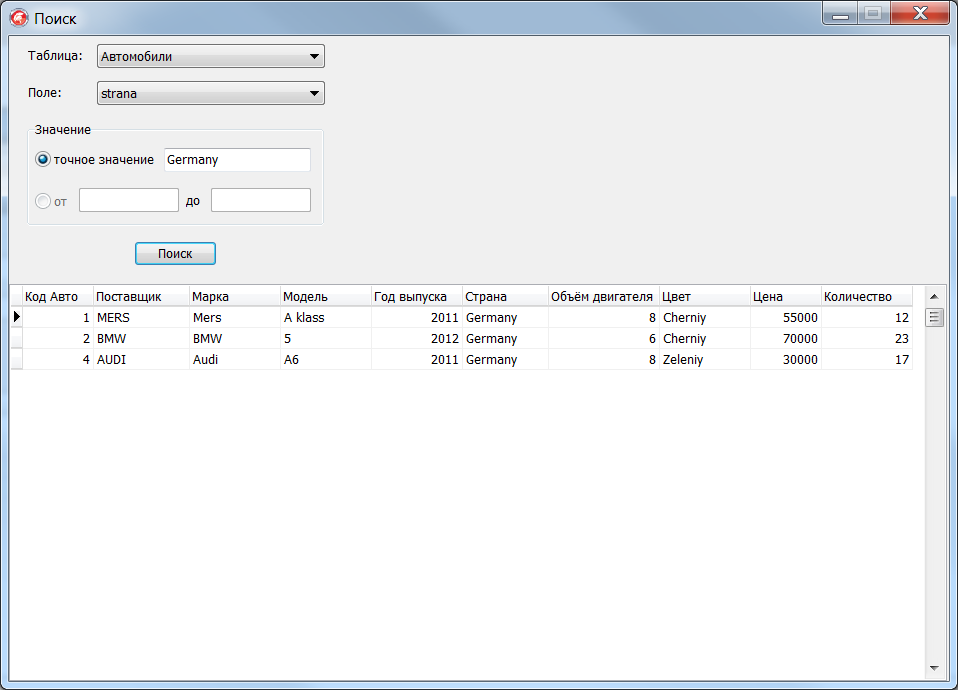 Поиск
Таблица: Автомобили
Поле: strana
Значение
точное значение Germany
от до
Поиск
Код Авто Поставщик Марка Модель Год выпуска Страна Объём двигателя Цвет Цена Количество
1 MERS Mers A klass 2011 Germany 8 Cherniy 55000 12
2 BMW BMW 5 2012 Germany 6 Cherniy 70000 23
4 AUDI Audi A6 2011 Germany 8 Zeleniy 30000 17